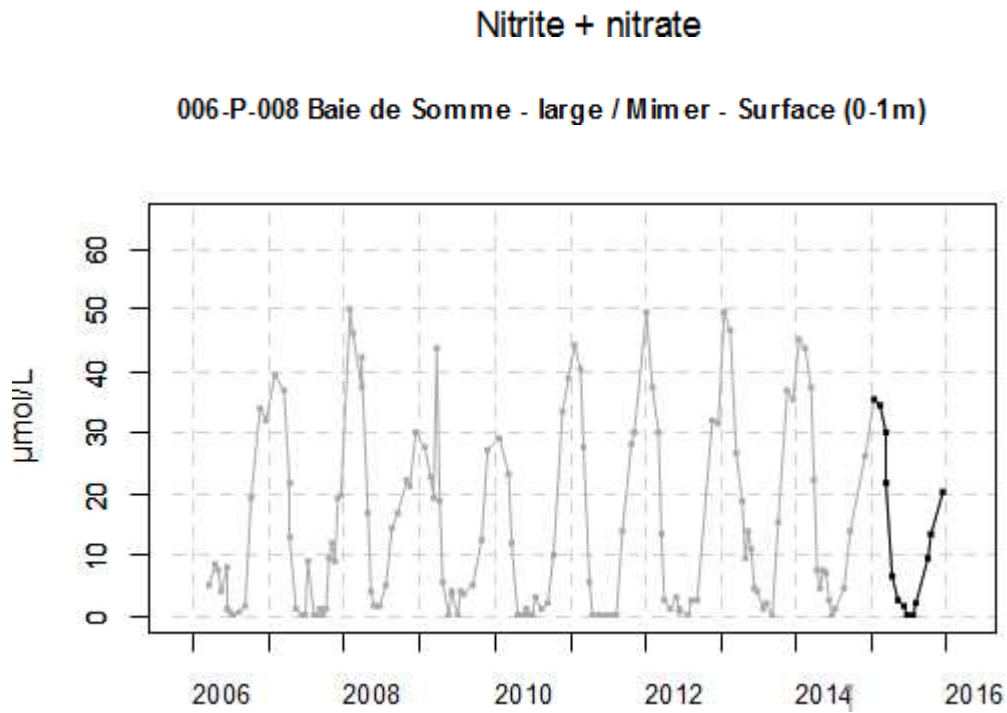 Nitrite + nitrate
006-P-008 Baie de Somme - large / Mimer - Surface (0-1m)
µmol/L
60
50
40
30
20
10
0
2006 2008 2010 2012 2014 2016